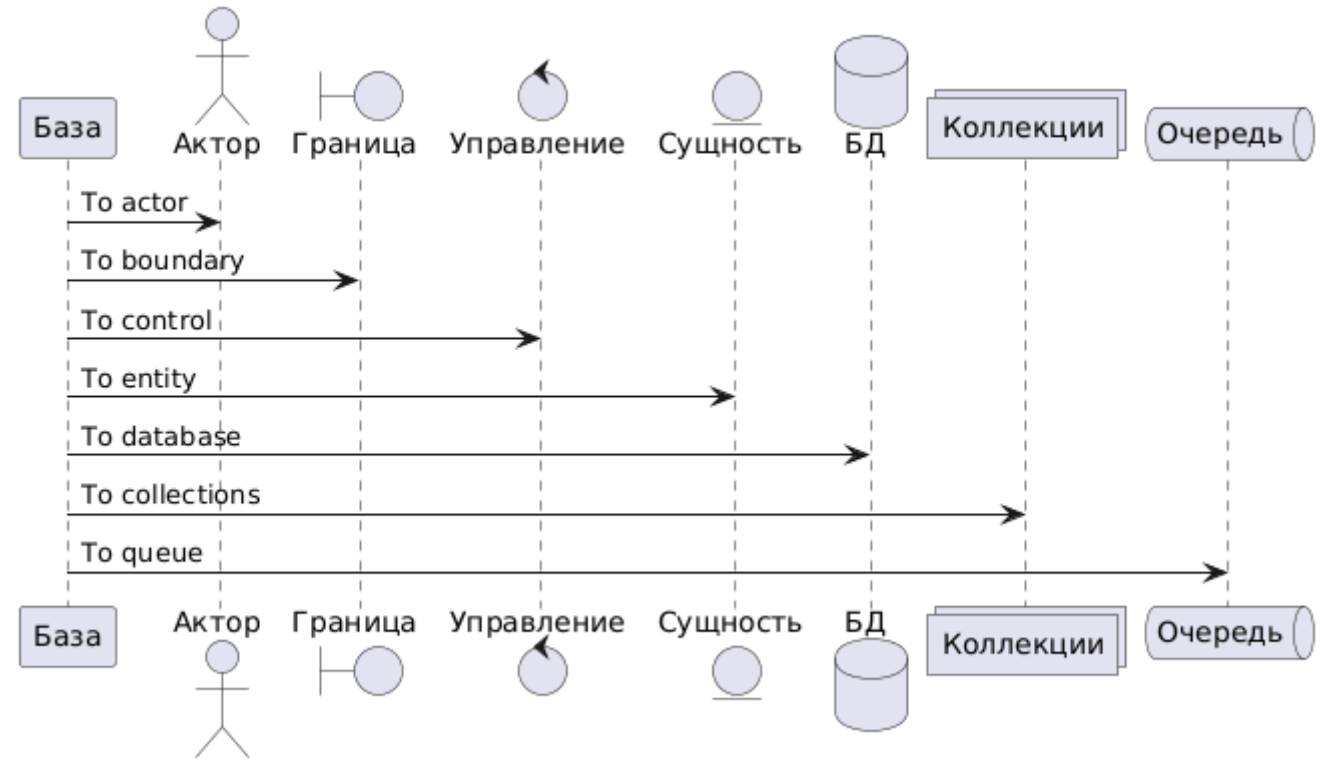 База
Актор
Граница
Управление
Сущность
БД
Коллекции
Очередь
To actor
To boundary
To control
To entity
To database
To collections
To queue
База
Актор
Граница
Управление
Сущность
БД
Коллекции
Очередь